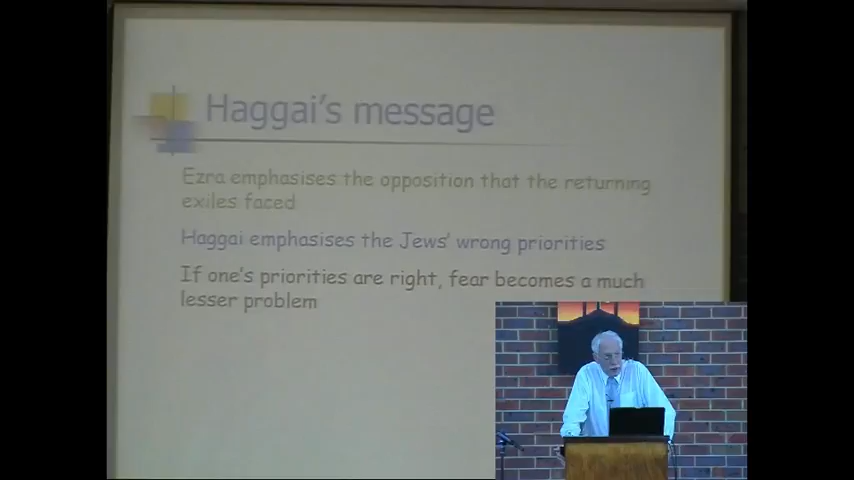 Haggai's message
Ezra emphasises the opposition that the returning
exiles faced
Haggai emphasises the Jews' wrong priorities
If one's priorities are right, fear becomes a much
lesser problem